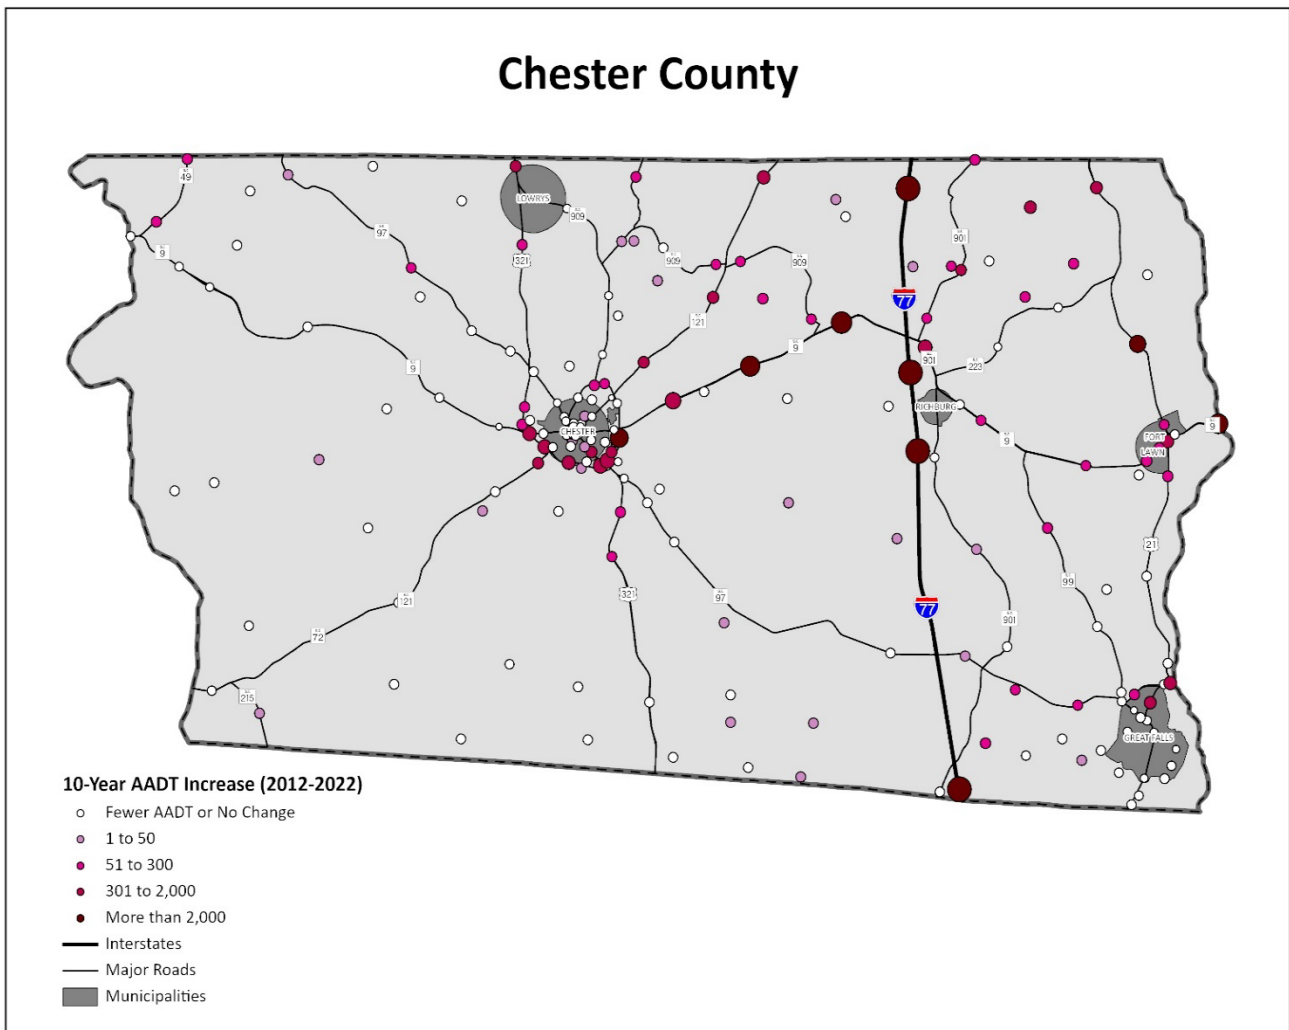 Chester County
49
LOWRYS
909
97
9
321
909
909
901
77
121
9
901
223
9
RICHBURG
CHESTER
9
FORT
LAWN
9
21
99
321
97
121
77
901
72
215
GREAT FALLS
10-Year AADT Increase (2012-2022)
Fewer AADT or No Change
1 to 50
51 to 300
301 to 2,000
More than 2,000
Interstates
Major Roads
Municipalities